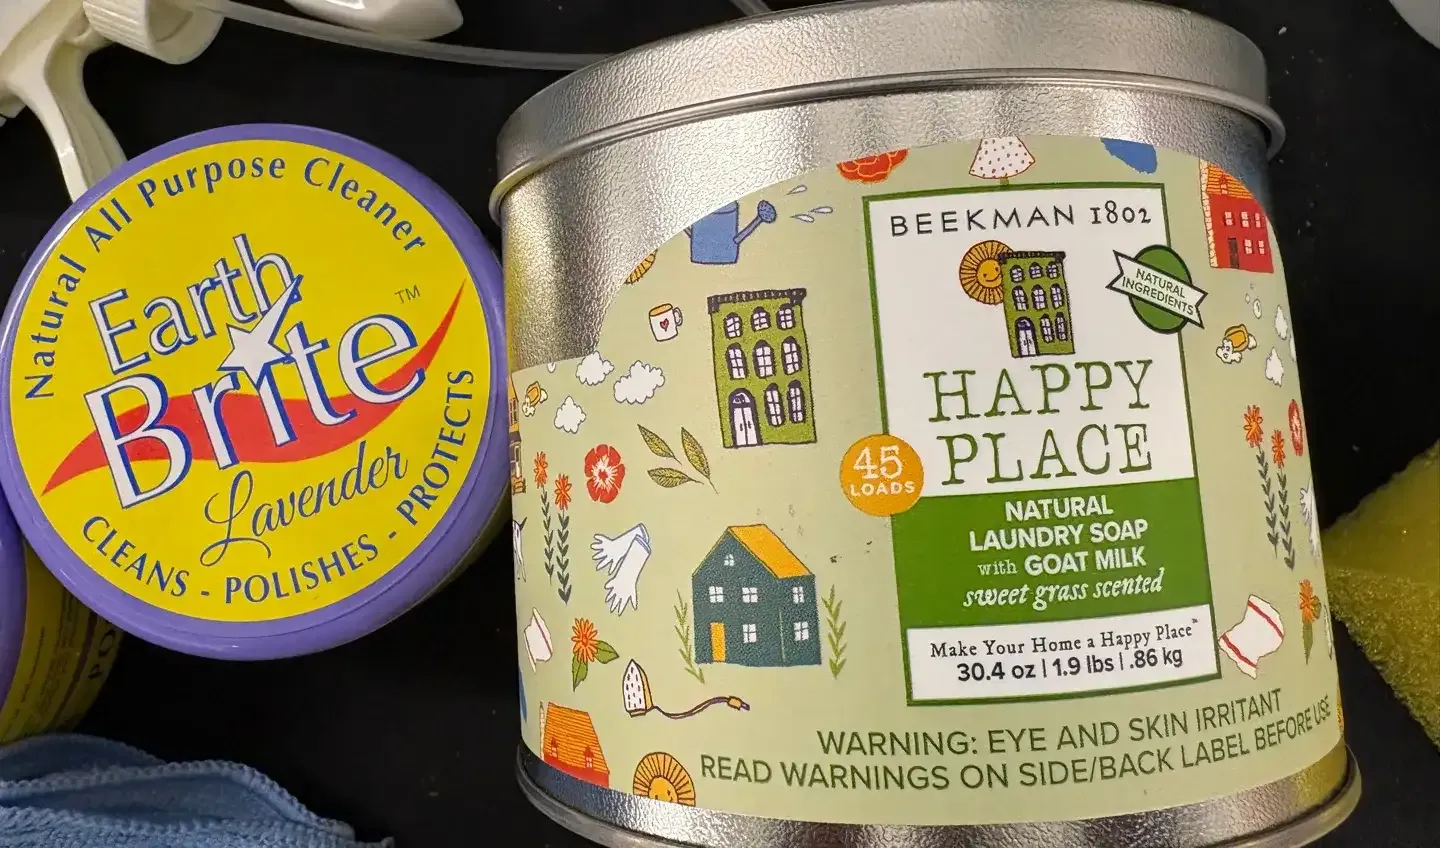 Natural All Purpose Cleaner
Earth
Brite™
Lavender
CLEANS - POLISHES - PROTECTS
BEEKMAN 1802
NATURAL
INGREDIENTS
HAPPY
PLACE
45
LOADS
NATURAL
LAUNDRY SOAP
with GOAT MILK
sweet grass scented
Make Your Home a Happy Place™
30.4 oz | 1.9 lbs | .86 kg
WARNING: EYE AND SKIN IRRITANT
READ WARNINGS ON SIDE/BACK LABEL BEFORE USE